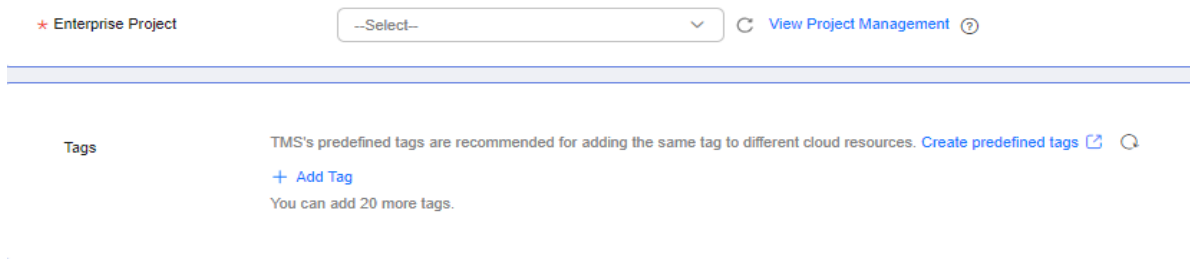 * Enterprise Project --Select-- View Project Management ?
Tags TMS's predefined tags are recommended for adding the same tag to different cloud resources. Create predefined tags
+ Add Tag
You can add 20 more tags.